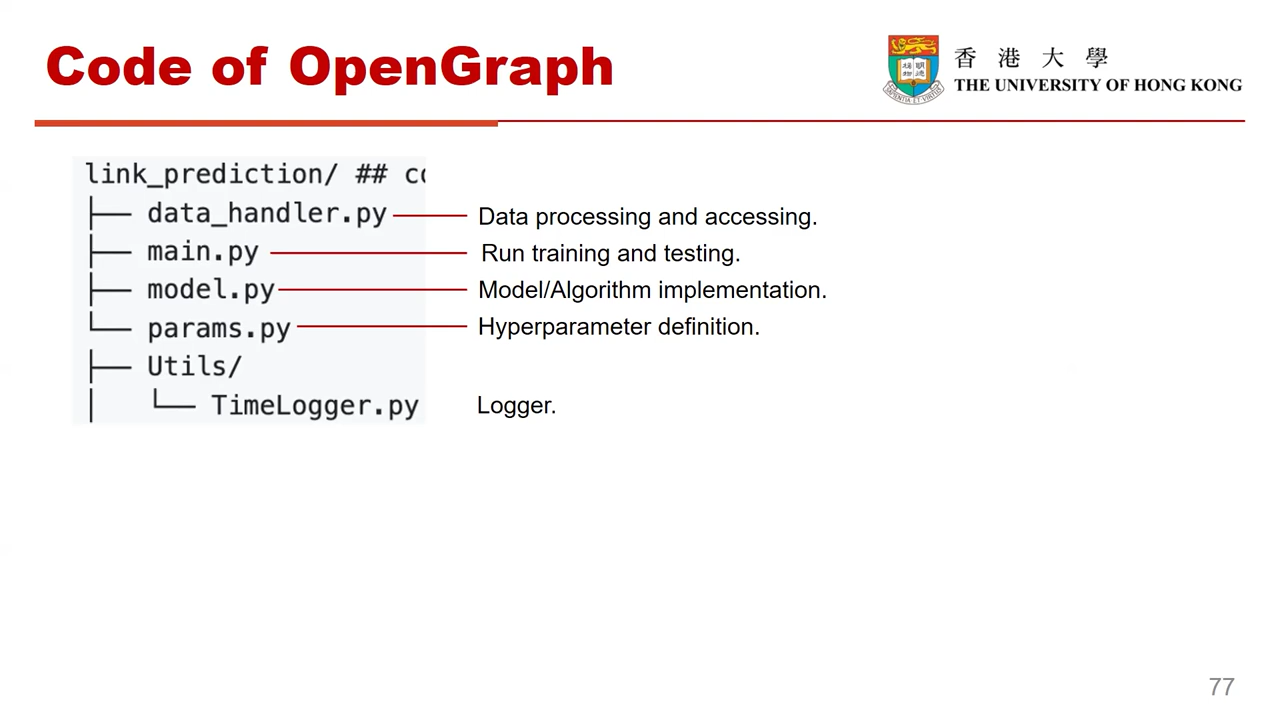 Code of OpenGraph
香港大學
THE UNIVERSITY OF HONG KONG
link_prediction/ ## co
├── data_handler.py Data processing and accessing.
├── main.py Run training and testing.
├── model.py Model/Algorithm implementation.
└── params.py Hyperparameter definition.
├── Utils/
│   └── TimeLogger.py Logger.
77